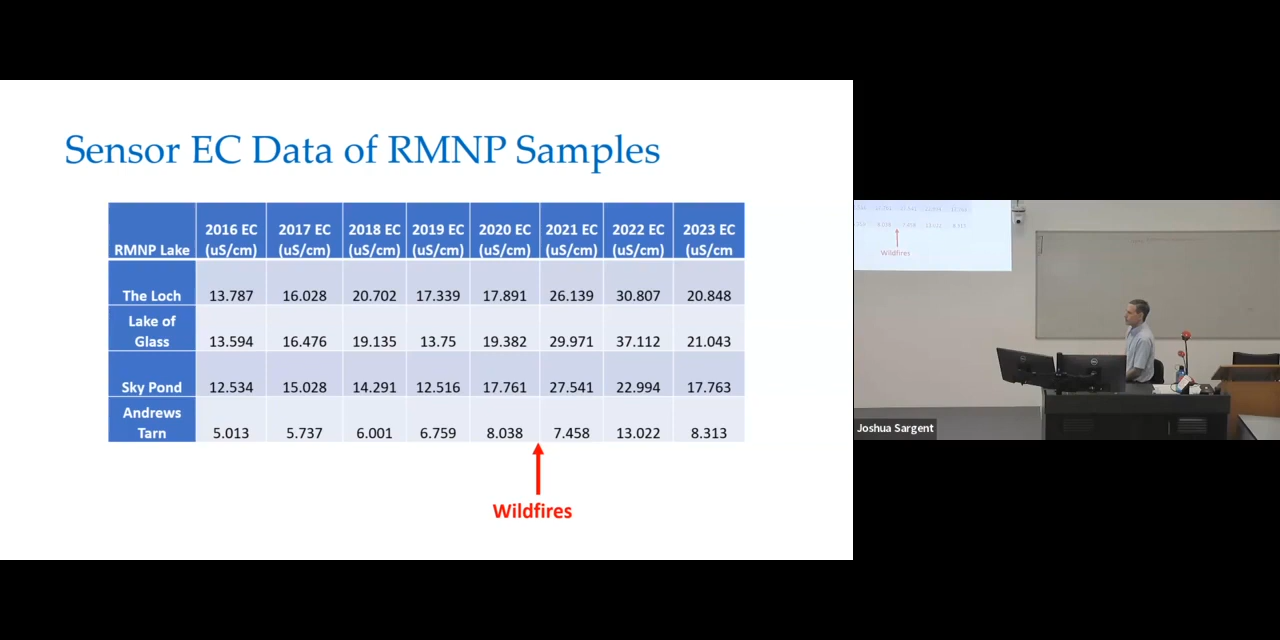 Sensor EC Data of RMNP Samples
RMNP Lake 2016 EC (uS/cm) 2017 EC (uS/cm) 2018 EC (uS/cm) 2019 EC (uS/cm) 2020 EC (uS/cm) 2021 EC (uS/cm) 2022 EC (uS/cm) 2023 EC (uS/cm
The Loch 13.787 16.028 20.702 17.339 17.891 26.139 30.807 20.848
Lake of Glass 13.594 16.476 19.135 13.75 19.382 29.971 37.112 21.043
Sky Pond 12.534 15.028 14.291 12.516 17.761 27.541 22.994 17.763
Andrews Tarn 5.013 5.737 6.001 6.759 8.038 7.458 13.022 8.313
Wildfires
Wildfires
Joshua Sargent